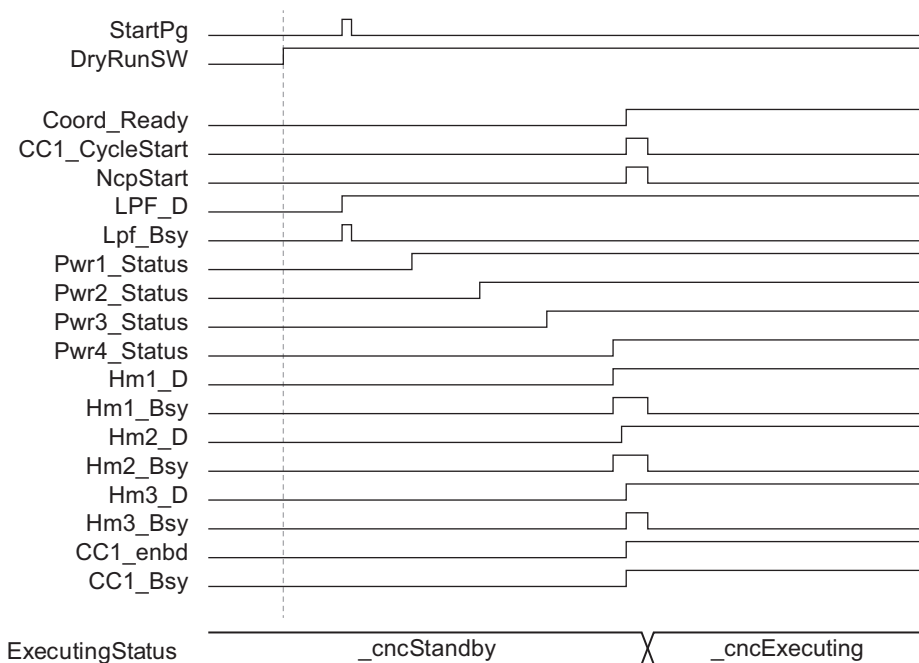 StartPg
DryRunSW
Coord_Ready
CC1_CycleStart
NcpStart
LPF_D
Lpf_Bsy
Pwr1_Status
Pwr2_Status
Pwr3_Status
Pwr4_Status
Hm1_D
Hm1_Bsy
Hm2_D
Hm2_Bsy
Hm3_D
Hm3_Bsy
CC1_enbd
CC1_Bsy
ExecutingStatus _cncStandby _cncExecuting